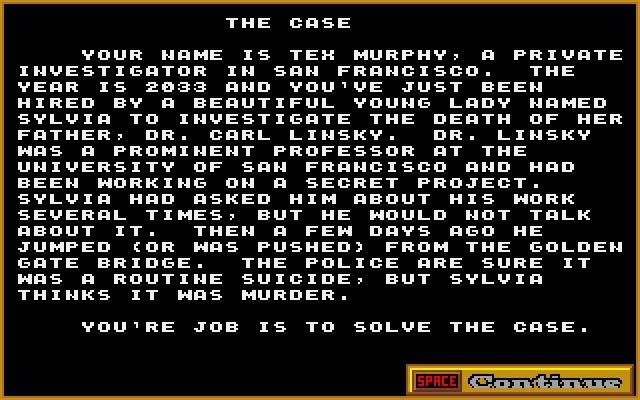 THE CASE
YOUR NAME IS TEX MURPHY, A PRIVATE
INVESTIGATOR IN SAN FRANCISCO. THE
YEAR IS 2033 AND YOU'VE JUST BEEN
HIRED BY A BEAUTIFUL YOUNG LADY NAMED
SYLVIA TO INVESTIGATE THE DEATH OF HER
FATHER, DR. CARL LINSKY. DR. LINSKY
WAS A PROMINENT PROFESSOR AT THE
UNIVERSITY OF SAN FRANCISCO AND HAD
BEEN WORKING ON A SECRET PROJECT.
SYLVIA HAD ASKED HIM ABOUT HIS WORK
SEVERAL TIMES, BUT HE WOULD NOT TALK
ABOUT IT. THEN A FEW DAYS AGO HE
JUMPED (OR WAS PUSHED) FROM THE GOLDEN
GATE BRIDGE. THE POLICE ARE SURE IT
WAS A ROUTINE SUICIDE, BUT SYLVIA
THINKS IT WAS MURDER.
YOU'RE JOB IS TO SOLVE THE CASE.
SPACE Continue